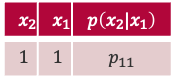 x₂ x₁ p(x₂|x₁)
1 1 p₁₁